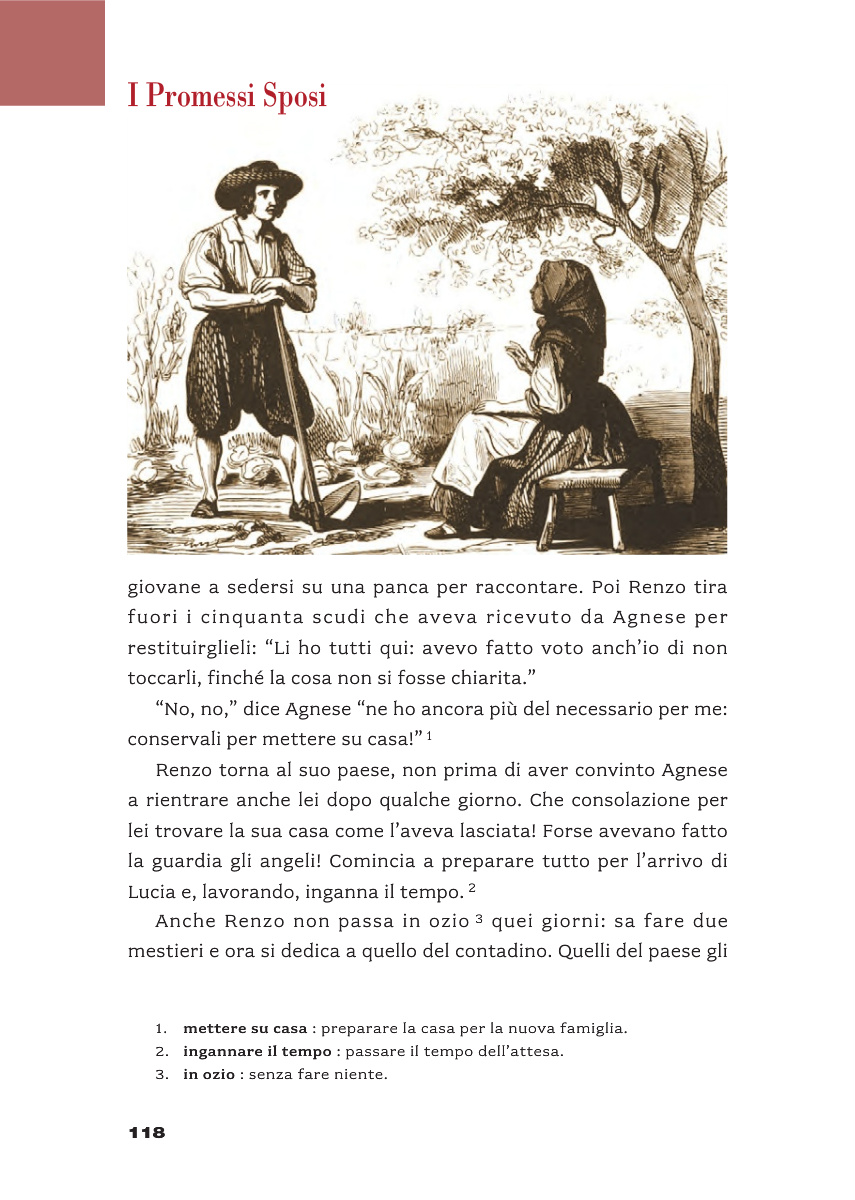 I Promessi Sposi
giovane a sedersi su una panca per raccontare. Poi Renzo tira
fuori i cinquanta scudi che aveva ricevuto da Agnese per
restituirglieli: “Li ho tutti qui: avevo fatto voto anch’io di non
toccarli, finché la cosa non si fosse chiarita.”
“No, no,” dice Agnese “ne ho ancora più del necessario per me:
conservali per mettere su casa!” 1
Renzo torna al suo paese, non prima di aver convinto Agnese
a rientrare anche lei dopo qualche giorno. Che consolazione per
lei trovare la sua casa come l’aveva lasciata! Forse avevano fatto
la guardia gli angeli! Comincia a preparare tutto per l’arrivo di
Lucia e, lavorando, inganna il tempo. 2
Anche Renzo non passa in ozio 3 quei giorni: sa fare due
mestieri e ora si dedica a quello del contadino. Quelli del paese gli
1. mettere su casa : preparare la casa per la nuova famiglia.
2. ingannare il tempo : passare il tempo dell’attesa.
3. in ozio : senza fare niente.
118